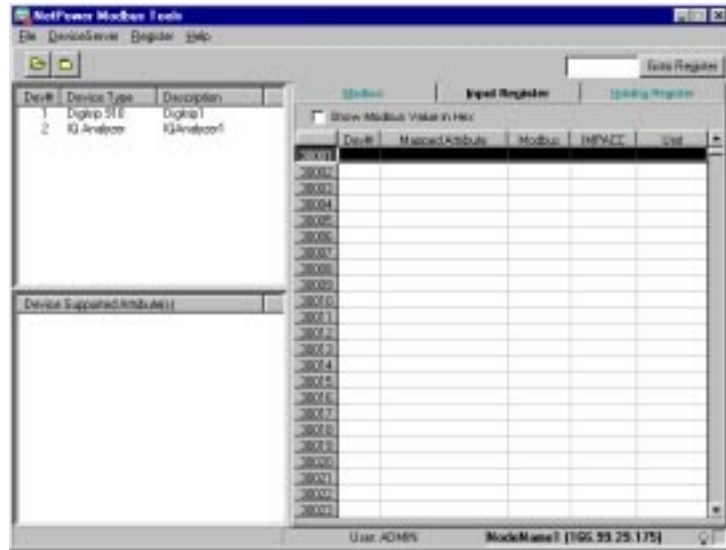 NetPower Modbus Tools
File DeviceServer Register Help
Goto Register
Dev# Device Type Description
1 Digitrip 910 Digitrip1
2 IQ Analyzer IQAnalyzer1
Device Supported Attribute(s)
Modbus Input Register Holding Register
Show Modbus Value in Hex
Dev# Mapped Attribute Modbus IMPACC Unit
30001
30002
30003
30004
30005
30006
30007
30008
30009
30010
30011
30012
30013
30014
30015
30016
30017
30018
30019
30020
30021
30022
30023
User: ADMIN NodeName1 (166.99.29.175)